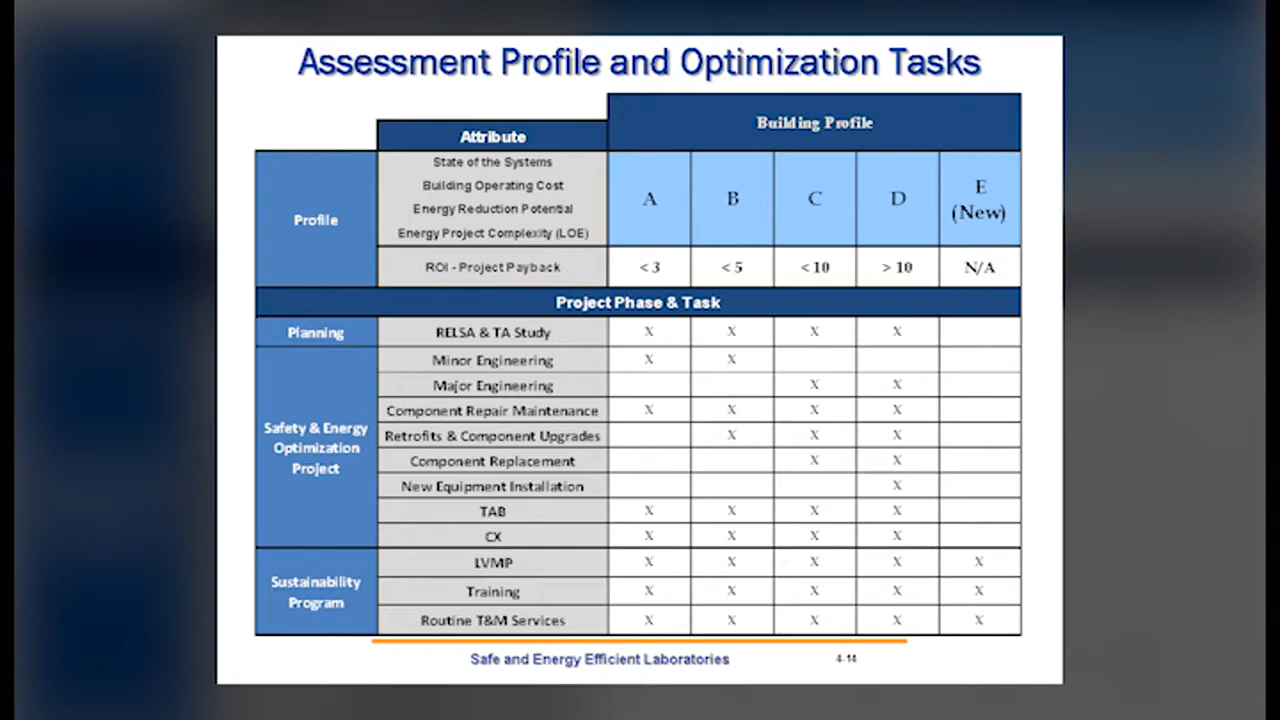 Assessment Profile and Optimization Tasks
Building Profile
Attribute
Profile
State of the Systems
Building Operating Cost
Energy Reduction Potential
Energy Project Complexity (LOE)
A B C D E (New)
ROI - Project Payback < 3 < 5 < 10 > 10 N/A
Project Phase & Task
Planning RELSA & TA Study X X X X
Safety & Energy Optimization Project
Minor Engineering X X
Major Engineering X X
Component Repair Maintenance X X X X
Retrofits & Component Upgrades X X X
Component Replacement X X
New Equipment Installation X
TAB X X X X
CX X X X X
Sustainability Program
LVMP X X X X X
Training X X X X X
Routine T&M Services X X X X X
Safe and Energy Efficient Laboratories 4-14